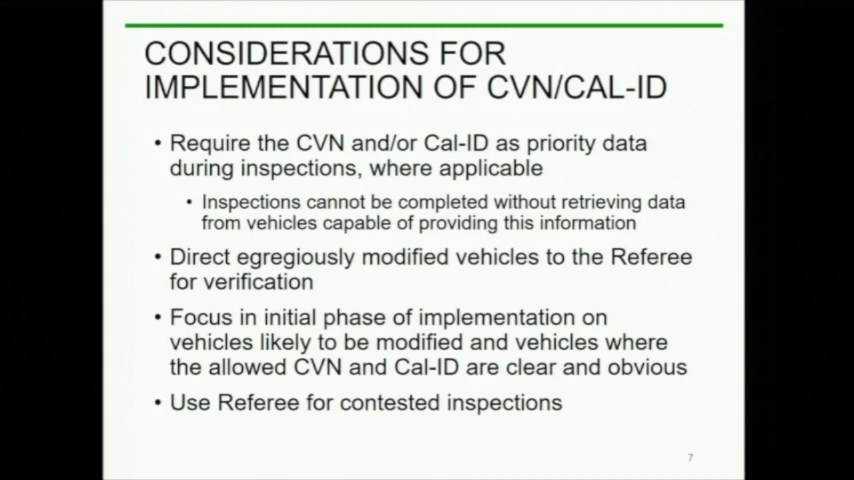 CONSIDERATIONS FOR
IMPLEMENTATION OF CVN/CAL-ID
• Require the CVN and/or Cal-ID as priority data
during inspections, where applicable
• Inspections cannot be completed without retrieving data
from vehicles capable of providing this information
• Direct egregiously modified vehicles to the Referee
for verification
• Focus in initial phase of implementation on
vehicles likely to be modified and vehicles where
the allowed CVN and Cal-ID are clear and obvious
• Use Referee for contested inspections
7